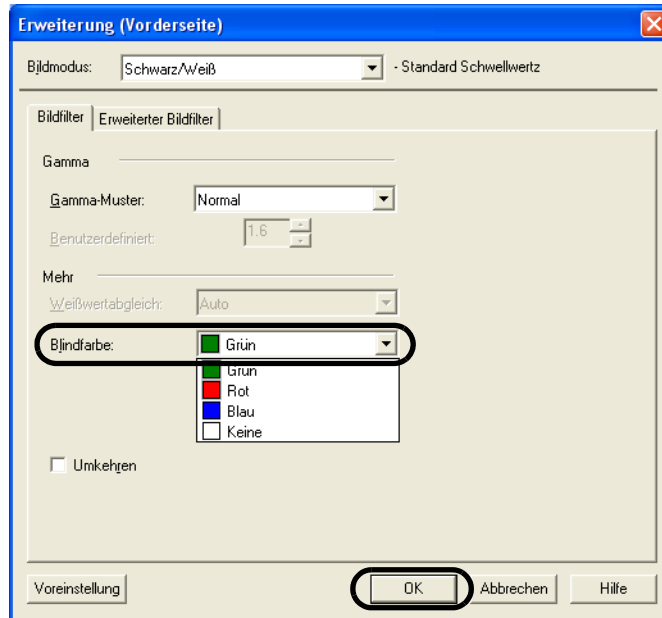 Erweiterung (Vorderseite)
Bildmodus: Schwarz/Weiß - Standard Schwellwertz
Bildfilter Erweiterter Bildfilter
Gamma
Gamma-Muster: Normal
Benutzerdefiniert: 1.6
Mehr
Weißwertabgleich: Auto
Blindfarbe: Grün
Grün
Rot
Blau
Keine
Umkehren
Voreinstellung OK Abbrechen Hilfe